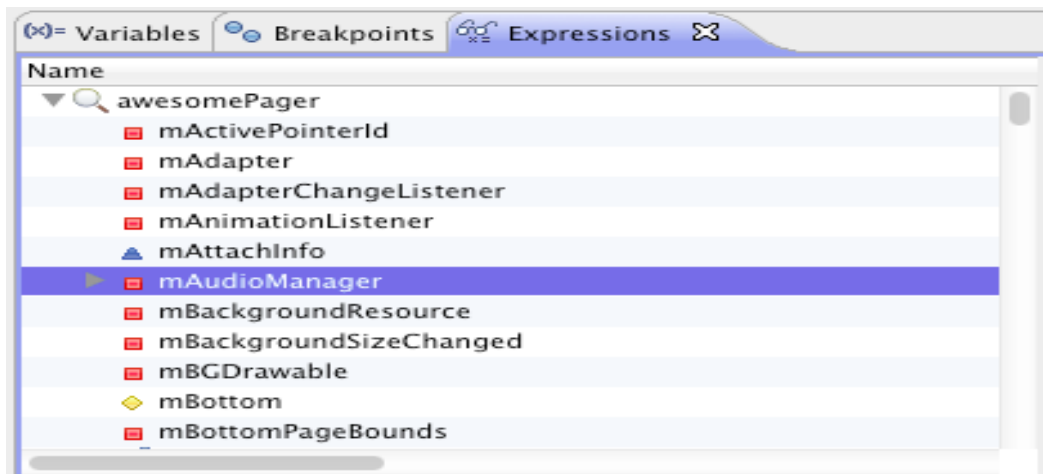 (x)= Variables Breakpoints Expressions
Name
awesomePager
mActivePointerId
mAdapter
mAdapterChangeListener
mAnimationListener
mAttachInfo
mAudioManager
mBackgroundResource
mBackgroundSizeChanged
mBGDrawable
mBottom
mBottomPageBounds